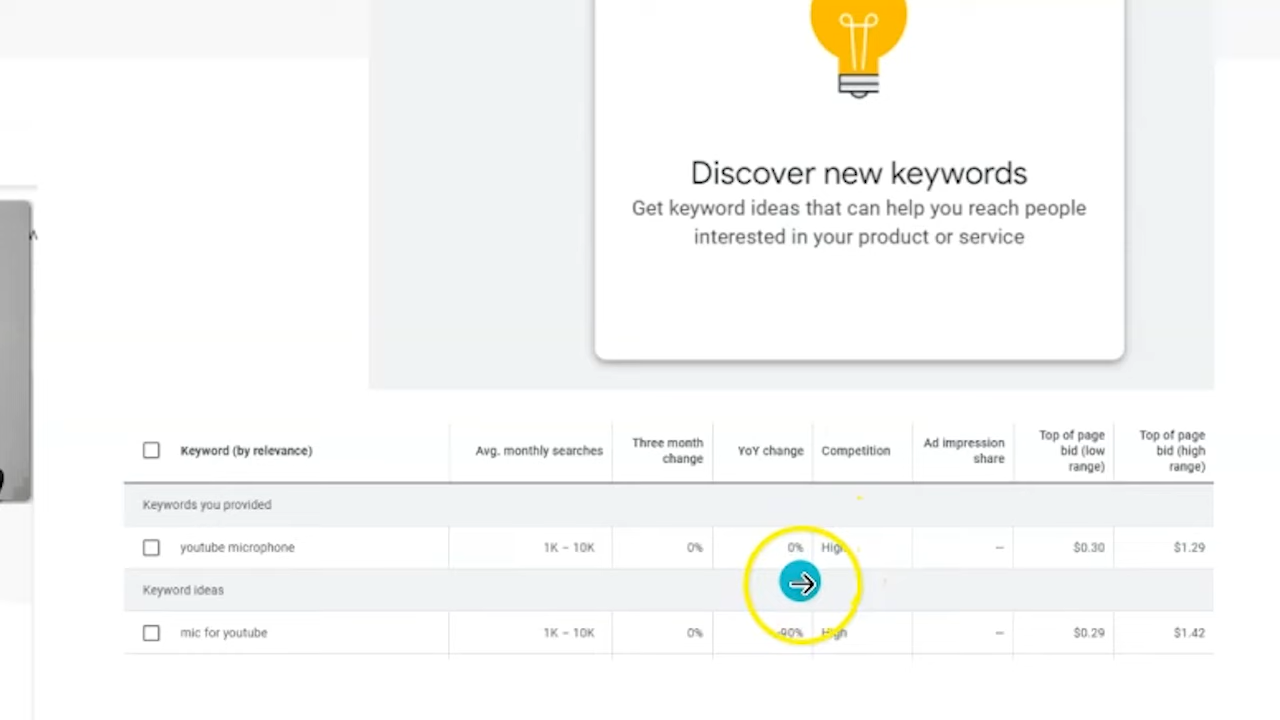 Discover new keywords
Get keyword ideas that can help you reach people
interested in your product or service
Keyword (by relevance) Avg. monthly searches Three month change YoY change Competition Ad impression share Top of page bid (low range) Top of page bid (high range)
Keywords you provided
youtube microphone 1K – 10K 0% 0% High – $0.30 $1.29
Keyword ideas
mic for youtube 1K – 10K 0% -90% High – $0.29 $1.42